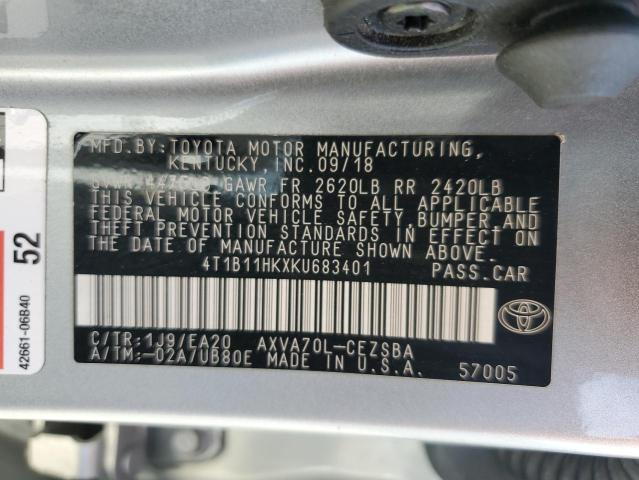 MFD.BY: TOYOTA MOTOR MANUFACTURING,
KENTUCKY, INC. 09/18
GAWR FR 2620LB RR 2420LB
THIS VEHICLE CONFORMS TO ALL APPLICABLE
FEDERAL MOTOR VEHICLE SAFETY, BUMPER AND
THEFT PREVENTION STANDARDS IN EFFECT ON
THE DATE OF MANUFACTURE SHOWN ABOVE.
4T1B11HKXKU683401 PASS.CAR
C/TR:1J9/EA20 AXVA70L-CEZSBA
A/TM:-02A/UB80E MADE IN U.S.A. 57005
52
42661-06B40